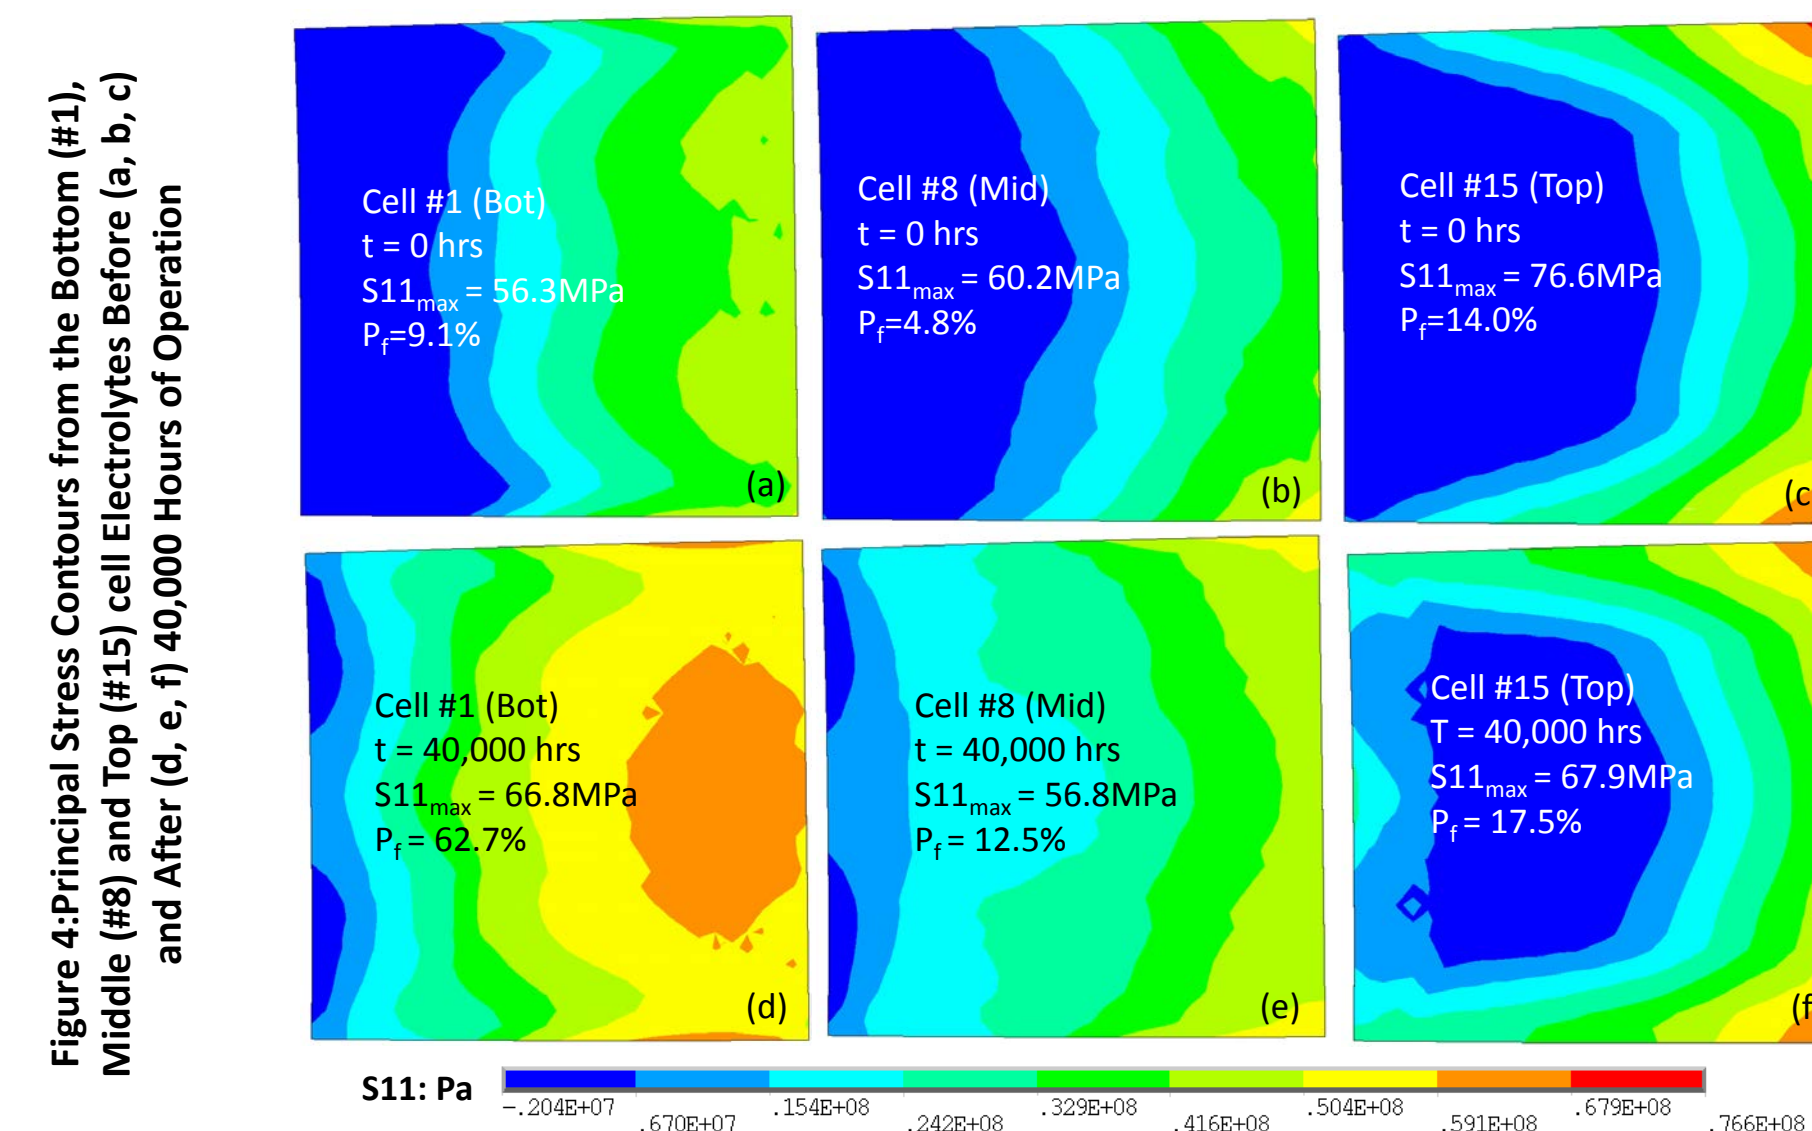 Figure 4:Principal Stress Contours from the Bottom (#1),
Middle (#8) and Top (#15) cell Electrolytes Before (a, b, c)
and After (d, e, f) 40,000 Hours of Operation
Cell #1 (Bot)
t = 0 hrs
S11max = 56.3MPa
Pf=9.1%
(a)
Cell #8 (Mid)
t = 0 hrs
S11max = 60.2MPa
Pf=4.8%
(b)
Cell #15 (Top)
t = 0 hrs
S11max = 76.6MPa
Pf=14.0%
(c
Cell #1 (Bot)
t = 40,000 hrs
S11max = 66.8MPa
Pf = 62.7%
(d)
Cell #8 (Mid)
t = 40,000 hrs
S11max = 56.8MPa
Pf = 12.5%
(e)
Cell #15 (Top)
T = 40,000 hrs
S11max = 67.9MPa
Pf = 17.5%
(f
S11: Pa
-.204E+07 .154E+08 .329E+08 .504E+08 .679E+08
.670E+07 .242E+08 .416E+08 .591E+08 .766E+08